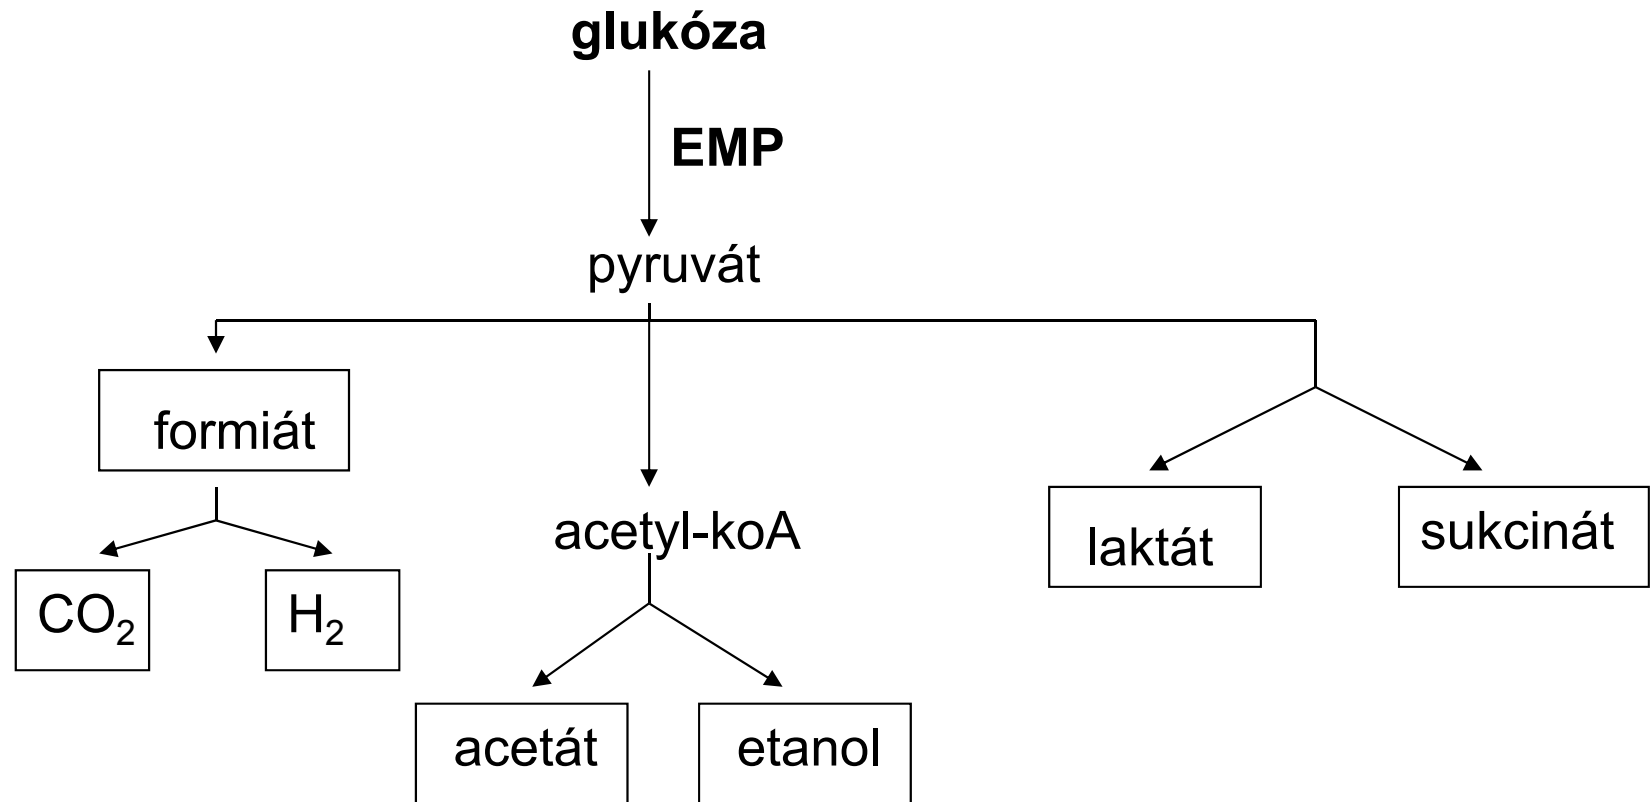 glukóza
EMP
pyruvát
formiát
acetyl-koA
laktát
sukcinát
CO₂
H₂
acetát
etanol